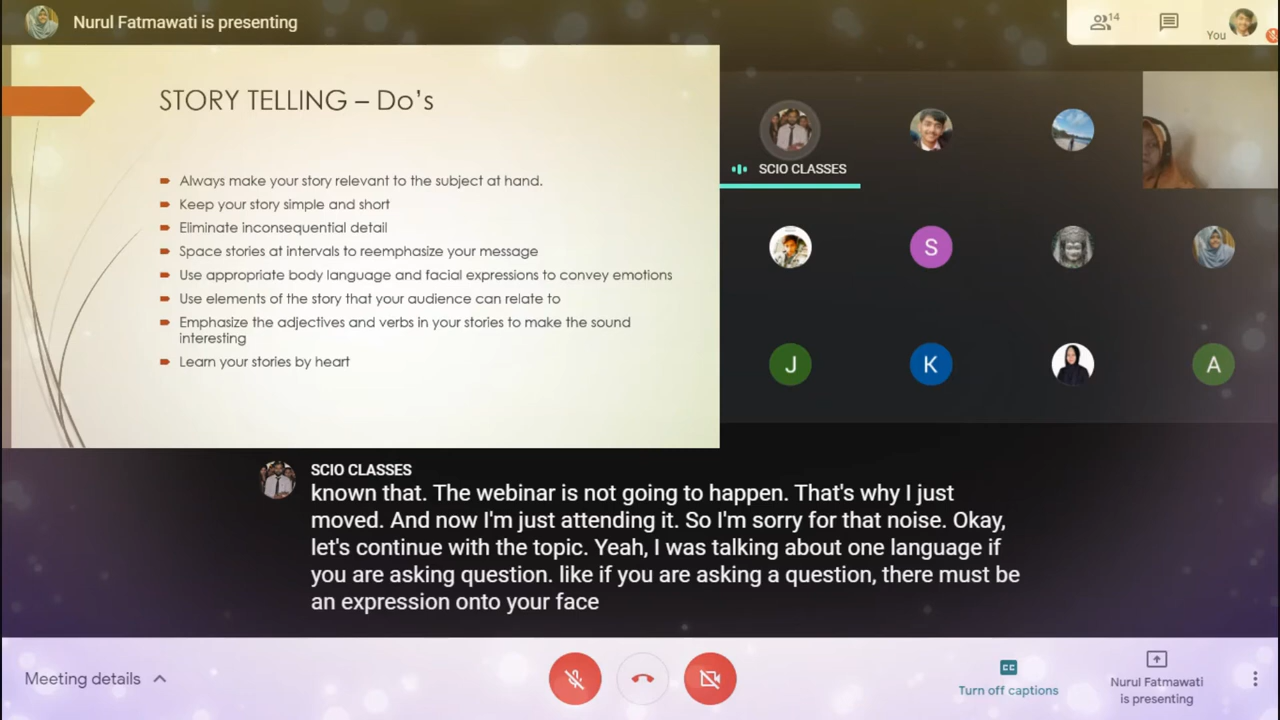 Nurul Fatmawati is presenting
14
You
STORY TELLING – Do's
Always make your story relevant to the subject at hand.
Keep your story simple and short
Eliminate inconsequential detail
Space stories at intervals to reemphasize your message
Use appropriate body language and facial expressions to convey emotions
Use elements of the story that your audience can relate to
Emphasize the adjectives and verbs in your stories to make the sound
interesting
Learn your stories by heart
SCIO CLASSES
S
J
K
A
SCIO CLASSES
known that. The webinar is not going to happen. That's why I just
moved. And now I'm just attending it. So I'm sorry for that noise. Okay,
let's continue with the topic. Yeah, I was talking about one language if
you are asking question. like if you are asking a question, there must be
an expression onto your face
Meeting details
CC
Turn off captions
Nurul Fatmawati
is presenting